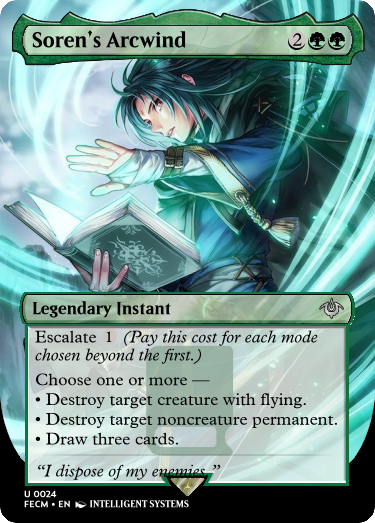 Soren's Arcwind 2
Legendary Instant
Escalate 1 (Pay this cost for each mode
chosen beyond the first.)
Choose one or more —
• Destroy target creature with flying.
• Destroy target noncreature permanent.
• Draw three cards.
“I dispose of my enemies.”
U 0024
FECM • EN INTELLIGENT SYSTEMS